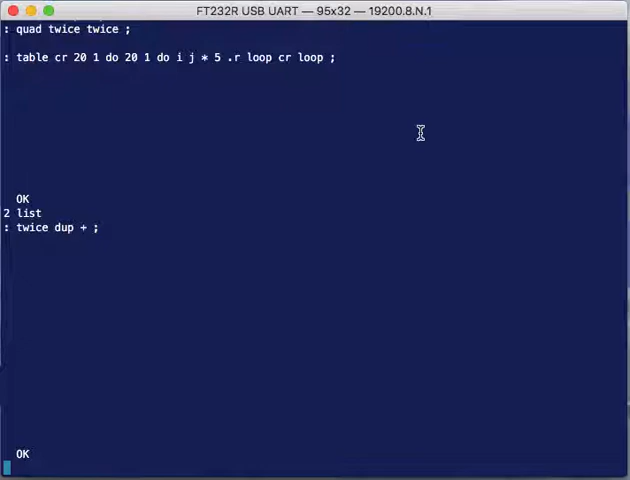 FT232R USB UART — 95x32 — 19200.8.N.1
: quad twice twice ;
: table cr 20 1 do 20 1 do i j * 5 .r loop cr loop ;
OK
2 list
: twice dup + ;
OK